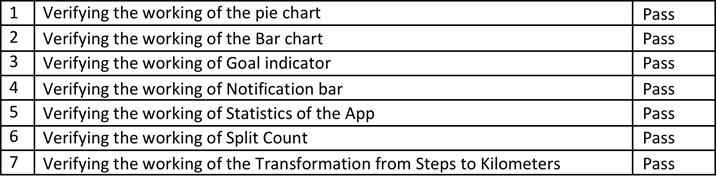 1 Verifying the working of the pie chart Pass
2 Verifying the working of the Bar chart Pass
3 Verifying the working of Goal indicator Pass
4 Verifying the working of Notification bar Pass
5 Verifying the working of Statistics of the App Pass
6 Verifying the working of Split Count Pass
7 Verifying the working of the Transformation from Steps to Kilometers Pass